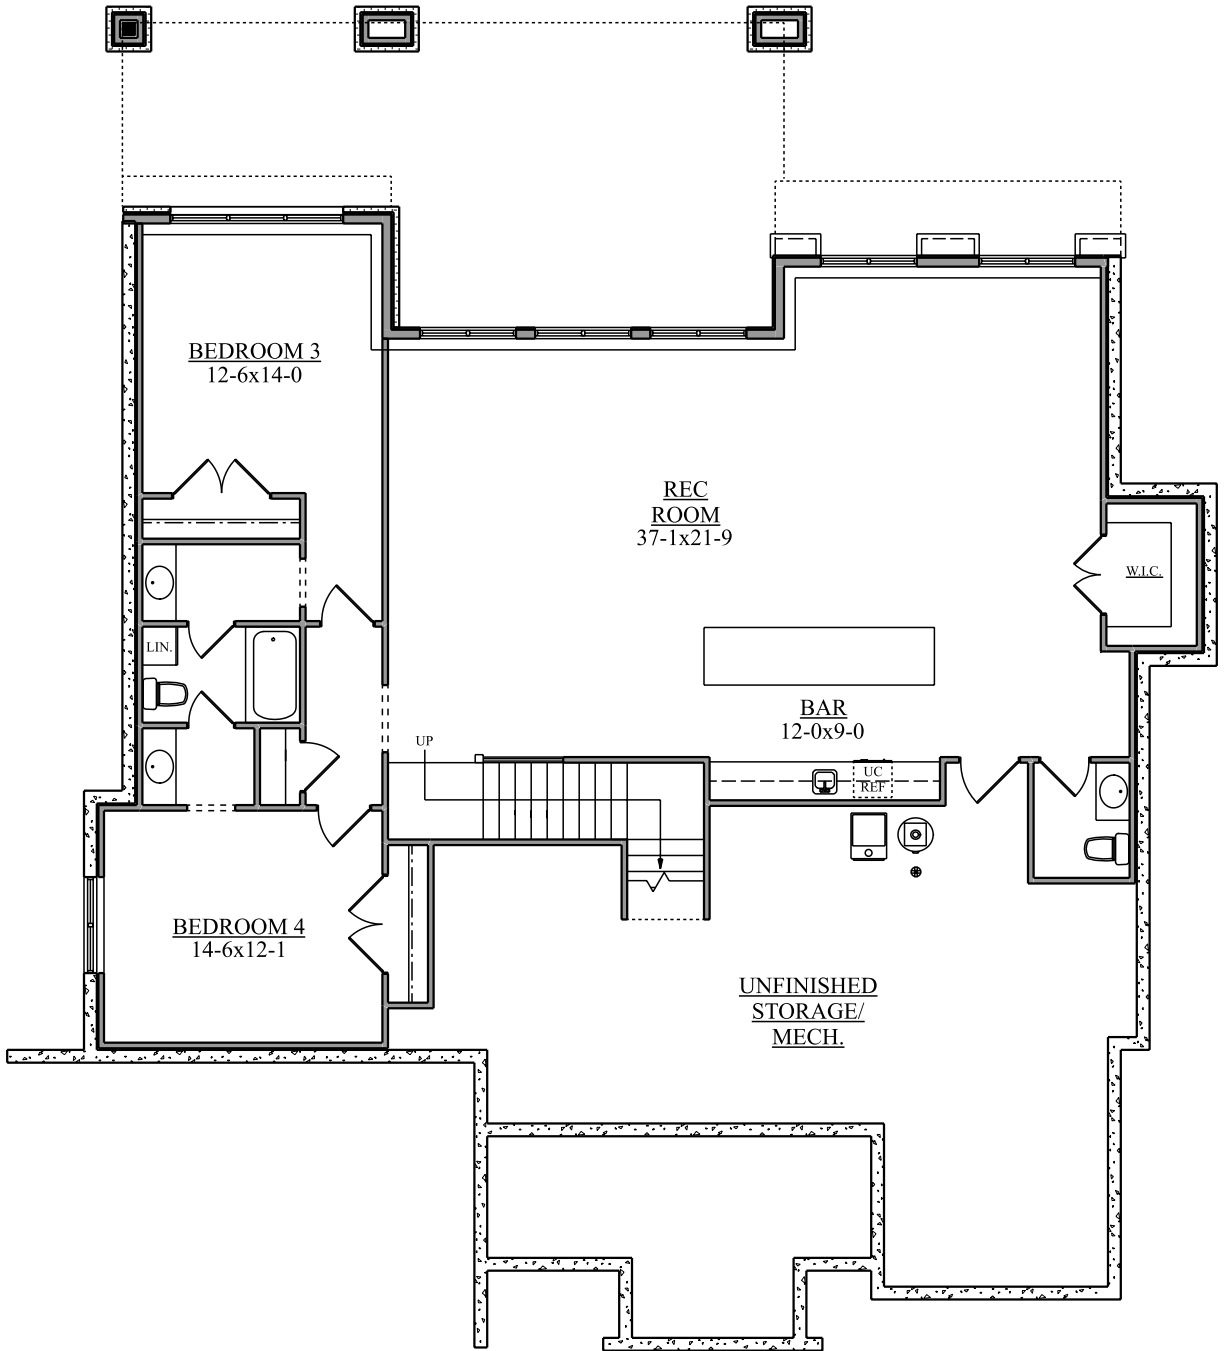 BEDROOM 3
12-6x14-0
REC
ROOM
37-1x21-9
W.I.C.
LIN.
BAR
12-0x9-0
UP
UC
REF
BEDROOM 4
14-6x12-1
UNFINISHED
STORAGE/
MECH.